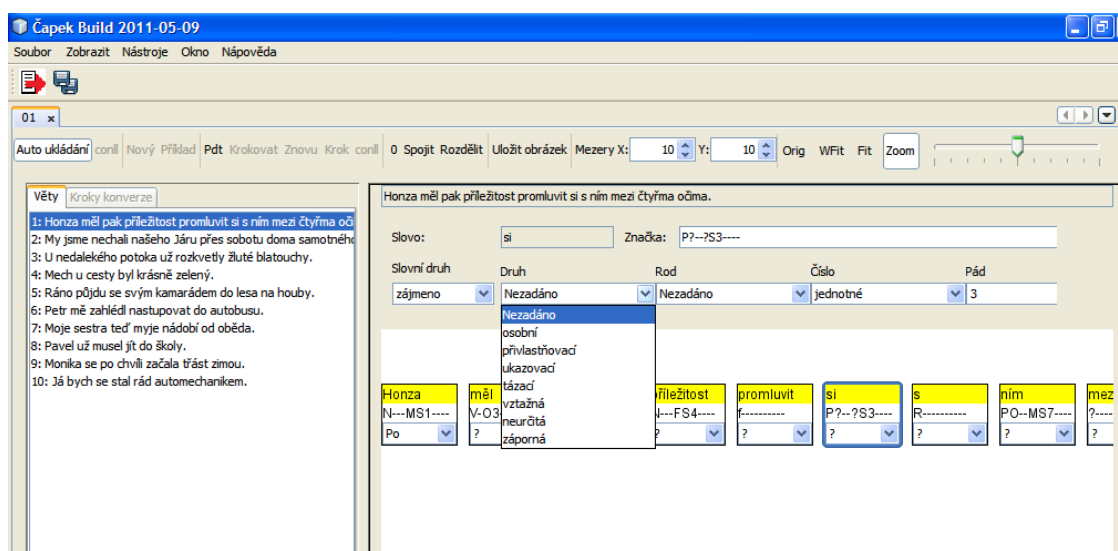 Čapek Build 2011-05-09
Soubor Zobrazit Nástroje Okno Nápověda
01 x
Auto ukládání conll Nový Příklad Pdt Krokovat Znovu Krok conll 0 Spojit Rozdělit Uložit obrázek Mezery X: 10 Y: 10 Orig WFit Fit Zoom
Věty Kroky konverze
1: Honza měl pak příležitost promluvit si s ním mezi čtyřma oči
2: My jsme nechali našeho Járu přes sobotu doma samotného
3: U nedalekého potoka už rozkvetly žluté blatouchy.
4: Mech u cesty byl krásně zelený.
5: Ráno půjdu se svým kamarádem do lesa na houby.
6: Petr mě zahlédl nastupovat do autobusu.
7: Moje sestra teď myje nádobí od oběda.
8: Pavel už musel jít do školy.
9: Monika se po chvíli začala třást zimou.
10: Já bych se stal rád automechanikem.
Honza měl pak příležitost promluvit si s ním mezi čtyřma očima.
Slovo: si Značka: P?--?S3----
Slovní druh Druh Rod Číslo Pád
zájmeno Nezadáno Nezadáno jednotné 3
Nezadáno
osobní
přivlastňovací
ukazovací
tázací
vztažná
neurčitá
záporná
Honza měl příležitost promluvit si s ním mez
N---MS1---- V-O3 N---FS4---- f---------- P?--?S3---- R---------- PO--MS7---- ?----
Po ? ? ? ? ? ? ?